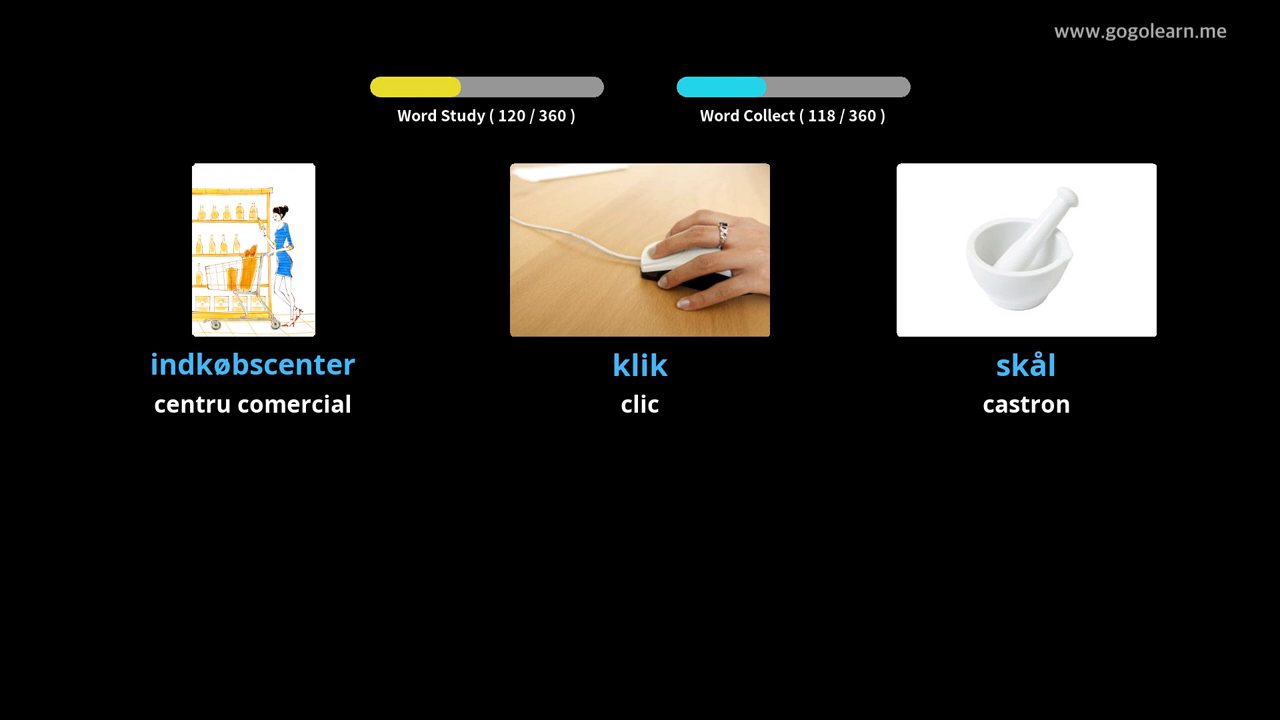 www.gogolearn.me
Word Study ( 120 / 360 )
Word Collect ( 118 / 360 )
indkøbscenter
centru comercial
klik
clic
skål
castron